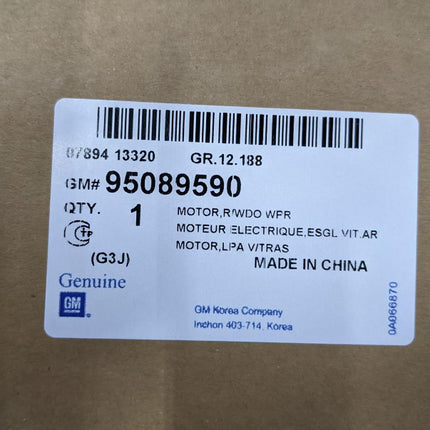 07894 13320 GR.12.188
GM# 95089590
QTY. 1
MOTOR,R/WDO WPR
MOTEUR ELECTRIQUE,ESGL VIT.AR
MOTOR,LPA V/TRAS
(G3J) MADE IN CHINA
Genuine
GM
GM Korea Company
Inchon 403-714, Korea
0A066870